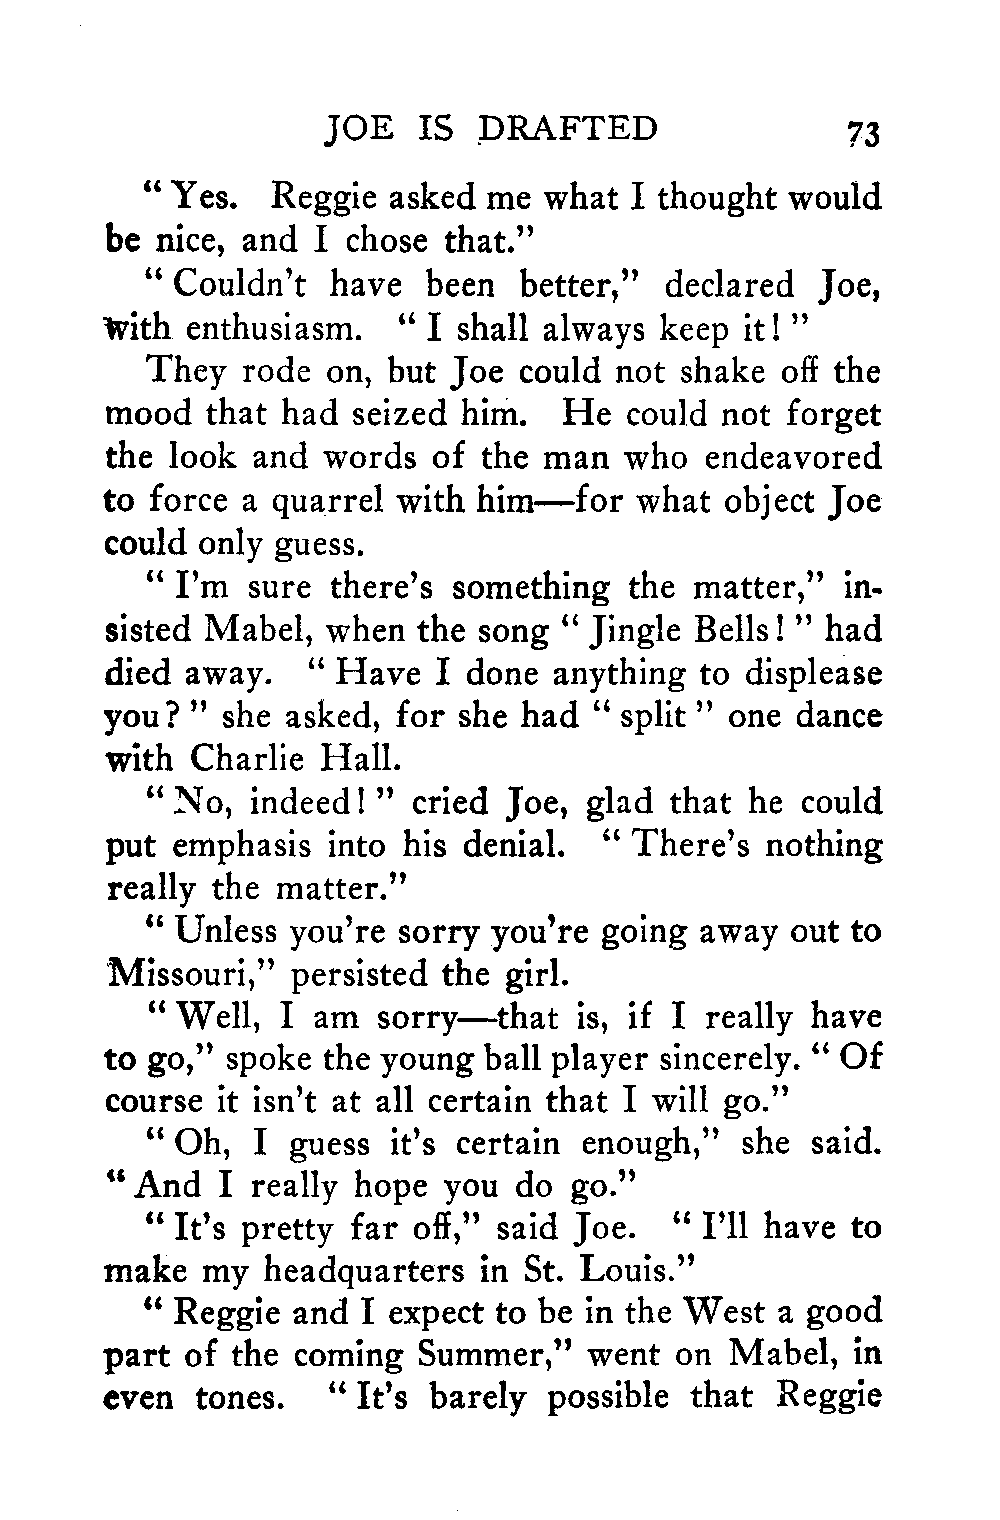 JOE IS DRAFTED 73
“ Yes. Reggie asked me what I thought would
be nice, and I chose that.”
“ Couldn’t have been better,” declared Joe,
with enthusiasm. “ I shall always keep it! ”
They rode on, but Joe could not shake off the
mood that had seized him. He could not forget
the look and words of the man who endeavored
to force a quarrel with him—for what object Joe
could only guess.
“ I’m sure there’s something the matter,” in-
sisted Mabel, when the song “ Jingle Bells! ” had
died away. “ Have I done anything to displease
you? ” she asked, for she had “ split ” one dance
with Charlie Hall.
“ No, indeed! ” cried Joe, glad that he could
put emphasis into his denial. “ There’s nothing
really the matter.”
“ Unless you’re sorry you’re going away out to
Missouri,” persisted the girl.
“ Well, I am sorry—that is, if I really have
to go,” spoke the young ball player sincerely. “ Of
course it isn’t at all certain that I will go.”
“ Oh, I guess it’s certain enough,” she said.
“ And I really hope you do go.”
“ It’s pretty far off,” said Joe. “ I’ll have to
make my headquarters in St. Louis.”
“ Reggie and I expect to be in the West a good
part of the coming Summer,” went on Mabel, in
even tones. “ It’s barely possible that Reggie